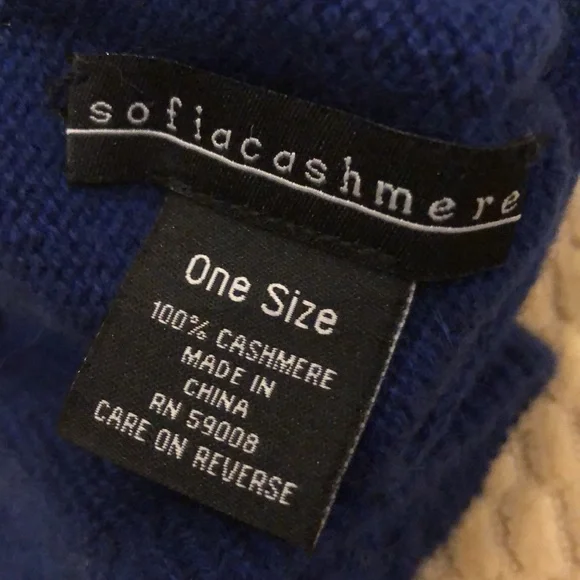 sofiacashmere
One Size
100% CASHMERE
MADE IN
CHINA
RN 59008
CARE ON REVERSE